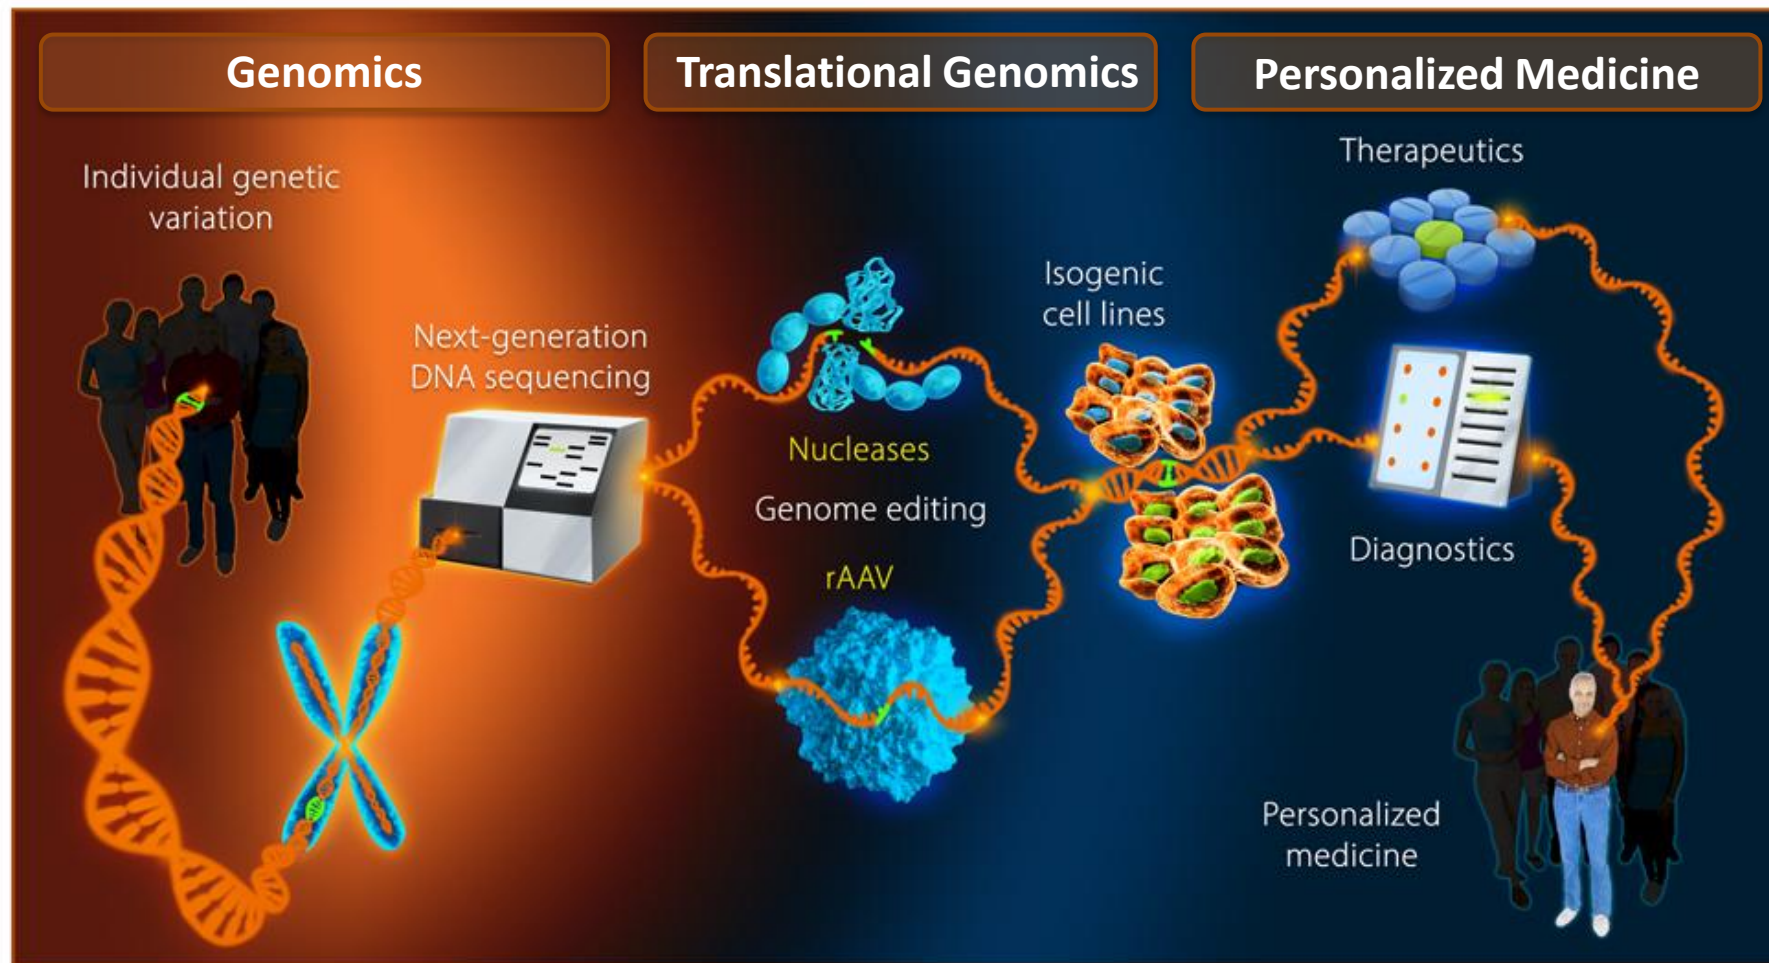 Genomics
Translational Genomics
Personalized Medicine
Individual genetic
variation
Next-generation
DNA sequencing
Nucleases
Genome editing
rAAV
Isogenic
cell lines
Therapeutics
Diagnostics
Personalized
medicine